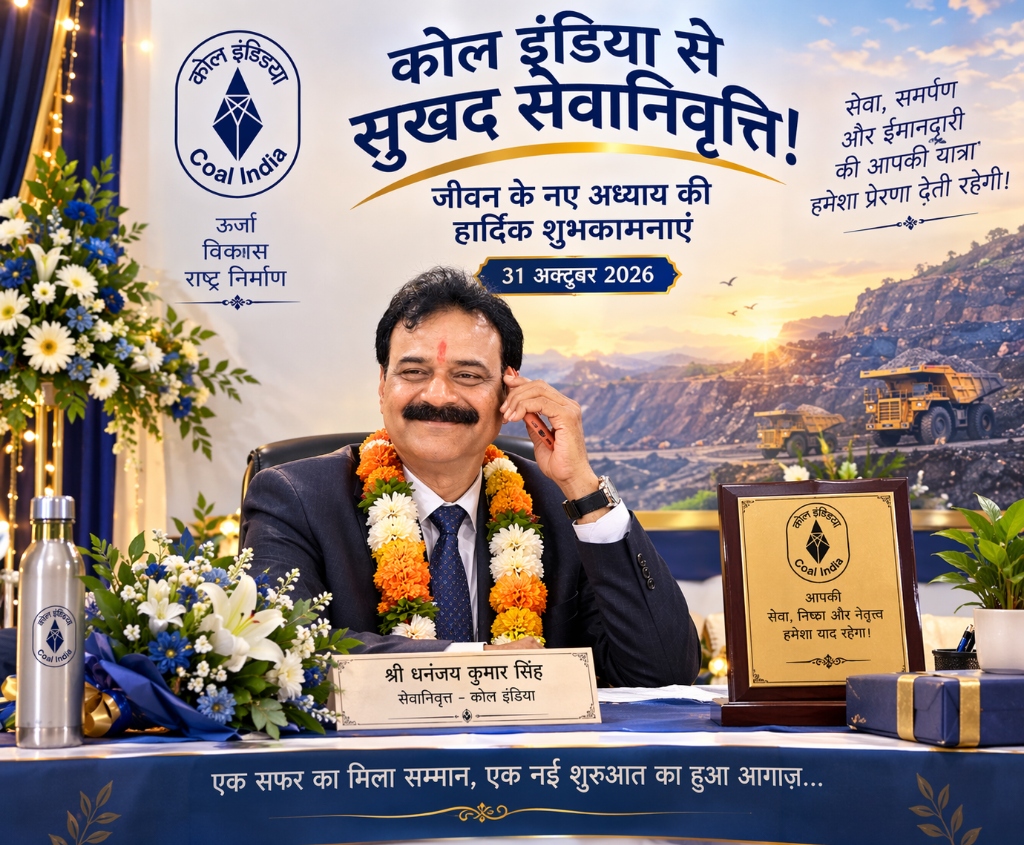 कोल इंडिया
Coal India
ऊर्जा
विकास
राष्ट्र निर्माण
कोल इंडिया से
सुखद सेवानिवृत्ति!
जीवन के नए अध्याय की
हार्दिक शुभकामनाएं
31 अक्टुबर 2026
सेवा, समर्पण
और ईमानदारी
की आपकी यात्रा
हमेशा प्रेरणा देती रहेगी!
कोल इंडिया
Coal India
कोल इंडिया
Coal India
आपकी
सेवा, निष्ठा और नेतृत्व
हमेशा याद रहेगा!
श्री धनंजय कुमार सिंह
सेवानिवृत्त - कोल इंडिया
एक सफर का मिला सम्मान, एक नई शुरुआत का हुआ आगाज़...